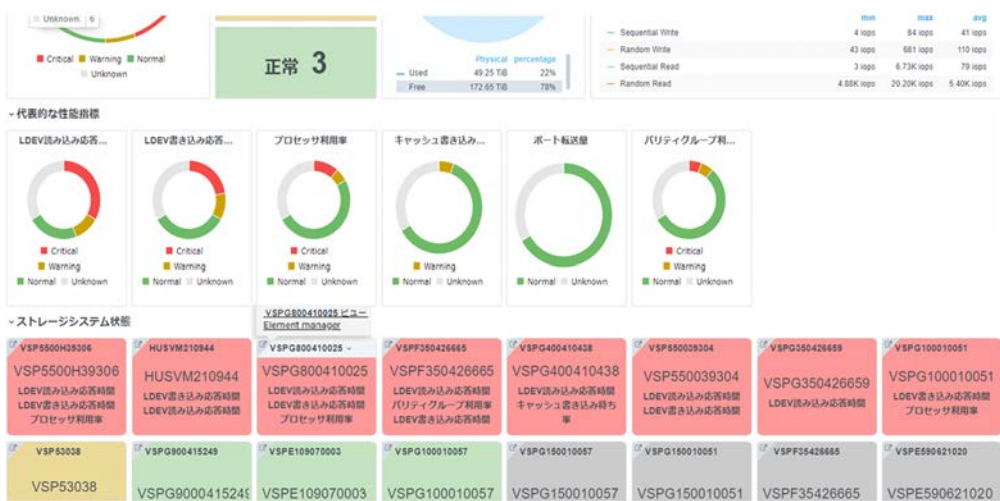 Unknown 6
Critical Warning Normal
Unknown
正常 3
Physical percentage
Used 49.25 TiB 22%
Free 172.65 TiB 78%
min max avg
Sequential Write 4 iops 84 iops 41 iops
Random Write 43 iops 681 iops 110 iops
Sequential Read 3 iops 6.73K iops 79 iops
Random Read 4.88K iops 20.20K iops 5.40K iops
代表的な性能指標
LDEV読み込み応答...
LDEV書き込み応答...
プロセッサ利用率
キャッシュ書き込み...
ポート転送量
パリティグループ利...
Critical
Warning
Normal Unknown
Critical
Warning
Normal Unknown
Critical
Warning
Normal Unknown
Warning
Normal Unknown
Normal Unknown
Critical
Warning
Normal Unknown
VSPG800410025 ビュー
Element manager
ストレージシステム状態
VSP5500H39306
VSP5500H39306
LDEV読み込み応答時間
LDEV書き込み応答時間
プロセッサ利用率
HUSVM210944
HUSVM210944
LDEV書き込み応答時間
LDEV読み込み応答時間
VSPG800410025
VSPG800410025
LDEV読み込み応答時間
LDEV書き込み応答時間
プロセッサ利用率
VSPF350426665
VSPF350426665
LDEV読み込み応答時間
パリティグループ利用率
LDEV書き込み応答時間
VSPG400410438
VSPG400410438
LDEV読み込み応答時間
キャッシュ書き込み待ち
率
VSP550039304
VSP550039304
LDEV読み込み応答時間
LDEV書き込み応答時間
VSPG350426659
VSPG350426659
LDEV読み込み応答時間
VSPG100010051
VSPG100010051
LDEV書き込み応答時間
プロセッサ利用率
VSP53038
VSP53038
VSPG900415249
VSPG9000415249
VSPE109070003
VSPE109070003
VSPG100010057
VSPG100010057
VSPG150010057
VSPG150010057
VSPG150010051
VSPG150010051
VSPF35426665
VSPF35426665
VSPE590621020
VSPE590621020